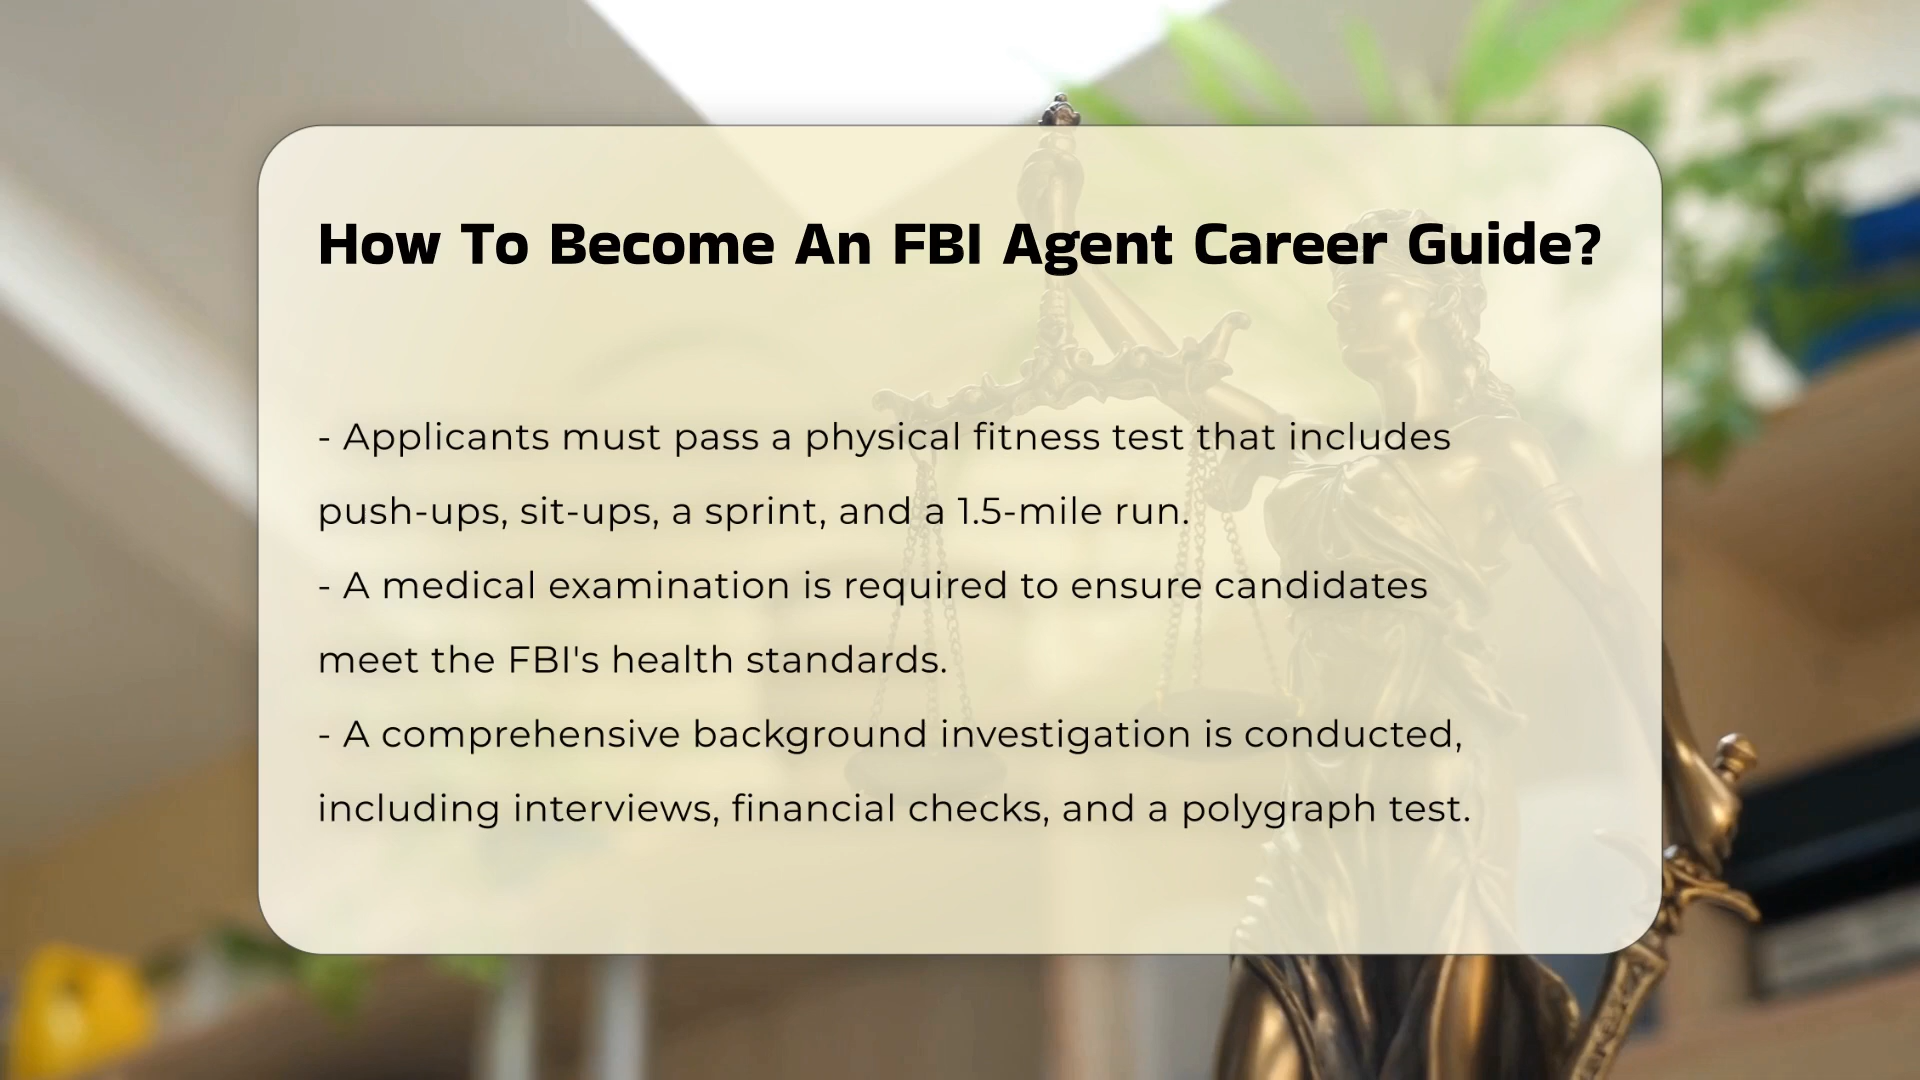 How To Become An FBI Agent Career Guide?
- Applicants must pass a physical fitness test that includes
push-ups, sit-ups, a sprint, and a 1.5-mile run.
- A medical examination is required to ensure candidates
meet the FBI's health standards.
- A comprehensive background investigation is conducted,
including interviews, financial checks, and a polygraph test.